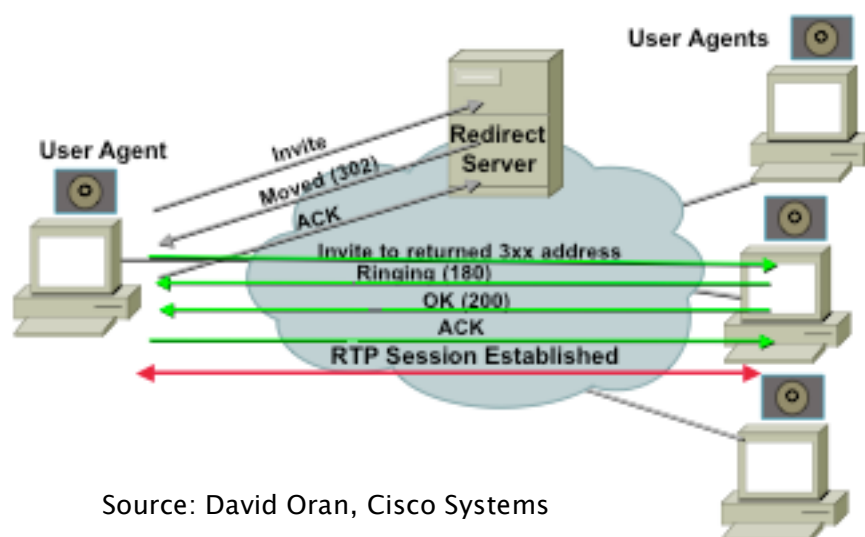 User Agents
User Agent
Redirect
Server
Invite
Moved (302)
ACK
Invite to returned 3xx address
Ringing (180)
OK (200)
ACK
RTP Session Established
Source: David Oran, Cisco Systems